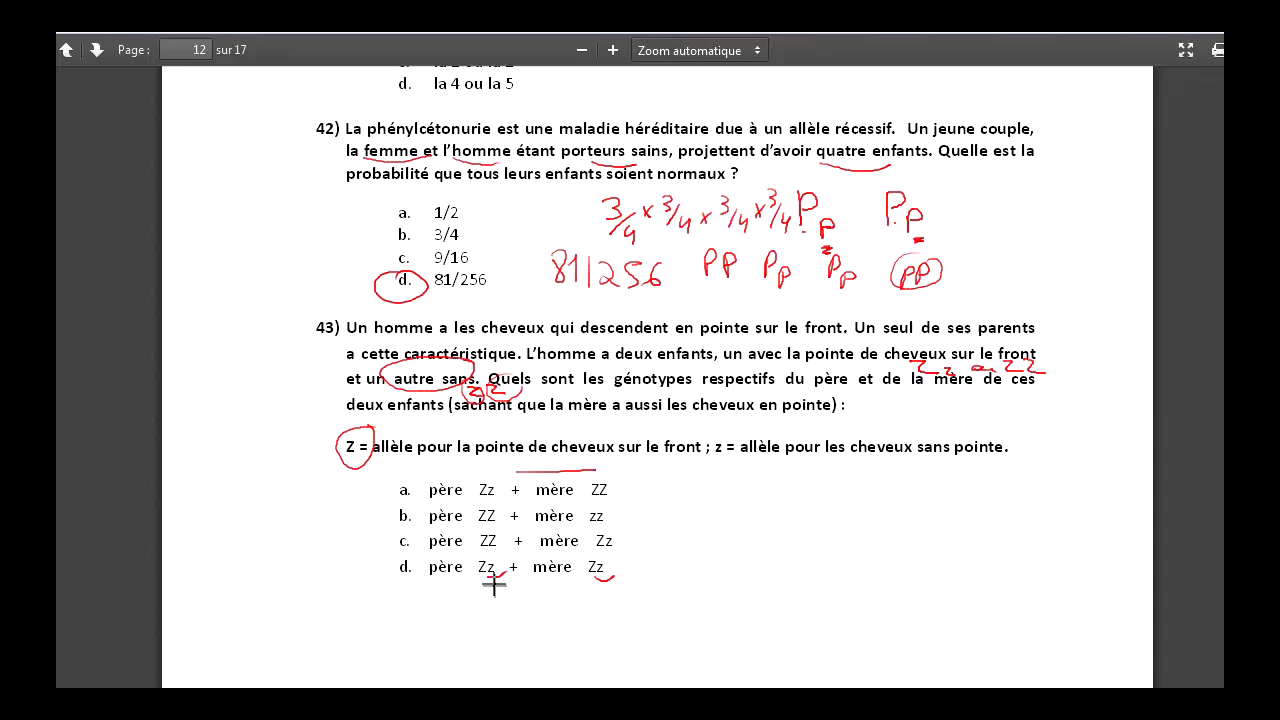 Page : 12 sur 17 Zoom automatique
d. la 4 ou la 5
42) La phénylcétonurie est une maladie héréditaire due à un allèle récessif. Un jeune couple,
la femme et l'homme étant porteurs sains, projettent d'avoir quatre enfants. Quelle est la
probabilité que tous leurs enfants soient normaux ?
a. 1/2
b. 3/4
c. 9/16
d. 81/256
3/4 x 3/4 x 3/4 x 3/4 Pp Pp
81/256 PP Pp Pp pp
43) Un homme a les cheveux qui descendent en pointe sur le front. Un seul de ses parents
a cette caractéristique. L'homme a deux enfants, un avec la pointe de cheveux sur le front
Zz ou ZZ
et un autre sans. Quels sont les génotypes respectifs du père et de la mère de ces
zz
deux enfants (sachant que la mère a aussi les cheveux en pointe) :
Z = allèle pour la pointe de cheveux sur le front ; z = allèle pour les cheveux sans pointe.
a. père Zz + mère ZZ
b. père ZZ + mère zz
c. père ZZ + mère Zz
d. père Zz + mère Zz